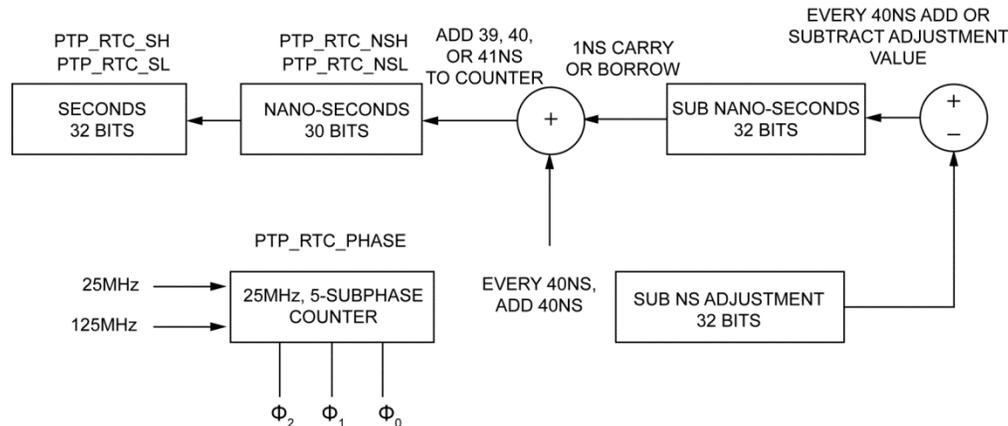 EVERY 40NS ADD OR
SUBTRACT ADJUSTMENT
VALUE
PTP_RTC_SH
PTP_RTC_SL
PTP_RTC_NSH
PTP_RTC_NSL
ADD 39, 40,
OR 41NS
TO COUNTER
1NS CARRY
OR BORROW
SECONDS
32 BITS
NANO-SECONDS
30 BITS
+
SUB NANO-SECONDS
32 BITS
+
–
PTP_RTC_PHASE
25MHz
125MHz
25MHz, 5-SUBPHASE
COUNTER
EVERY 40NS,
ADD 40NS
SUB NS ADJUSTMENT
32 BITS
Φ2 Φ1 Φ0